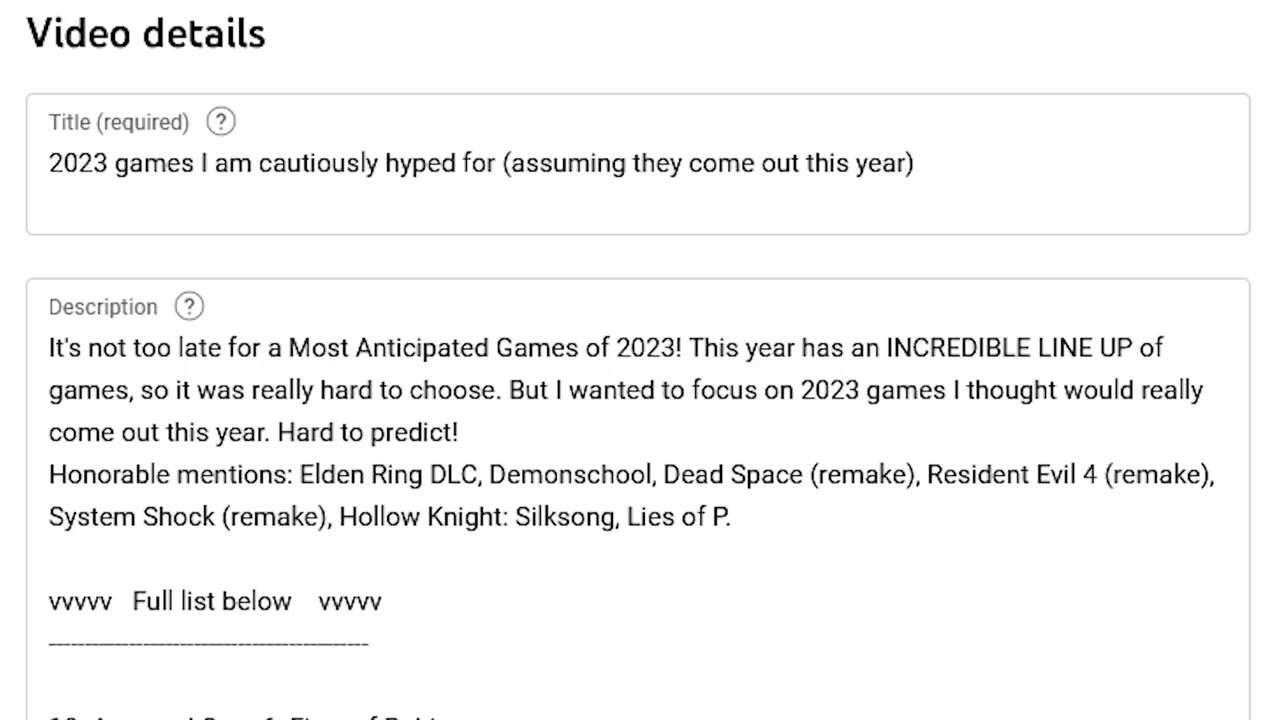 Video details
Title (required) ?
2023 games I am cautiously hyped for (assuming they come out this year)
Description ?
It's not too late for a Most Anticipated Games of 2023! This year has an INCREDIBLE LINE UP of
games, so it was really hard to choose. But I wanted to focus on 2023 games I thought would really
come out this year. Hard to predict!
Honorable mentions: Elden Ring DLC, Demonschool, Dead Space (remake), Resident Evil 4 (remake),
System Shock (remake), Hollow Knight: Silksong, Lies of P.
vvvvv Full list below vvvvv